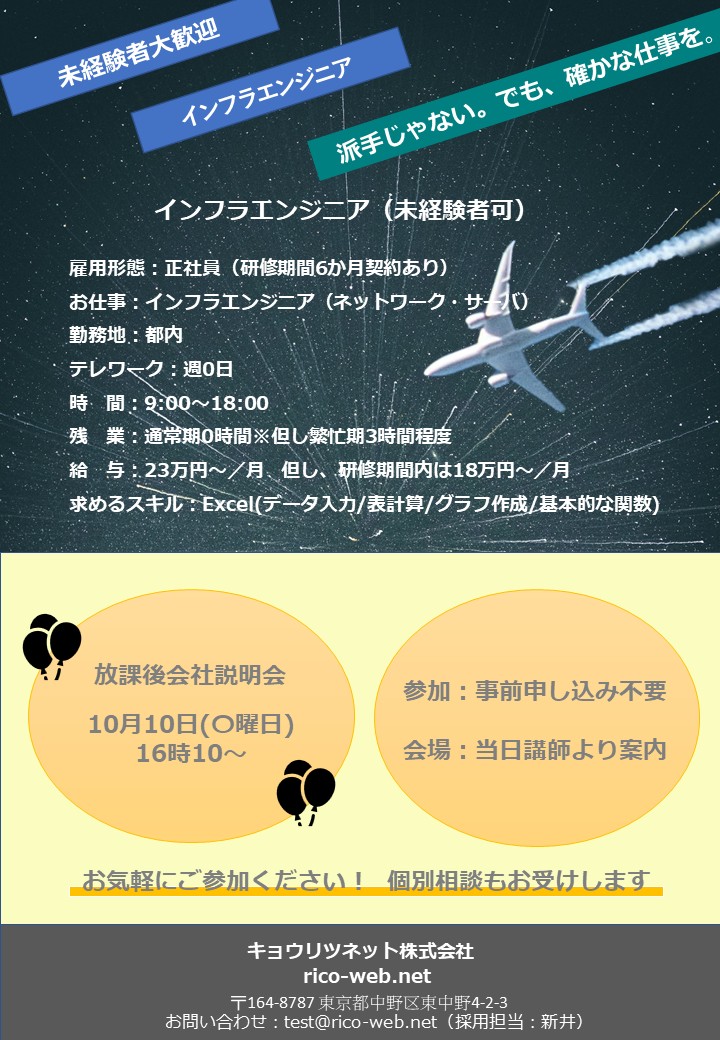 未経験者大歓迎
インフラエンジニア
派手じゃない。でも、確かな仕事を。
インフラエンジニア（未経験者可）
雇用形態：正社員（研修期間6か月契約あり）
お仕事：インフラエンジニア（ネットワーク・サーバ）
勤務地：都内
テレワーク：週0日
時　間：9:00～18:00
残　業：通常期0時間※但し繁忙期3時間程度
給　与：23万円～／月　但し、研修期間内は18万円～／月
求めるスキル：Excel(データ入力/表計算/グラフ作成/基本的な関数)
放課後会社説明会
10月10日(〇曜日)
16時10～
参加：事前申し込み不要
会場：当日講師より案内
お気軽にご参加ください！　個別相談もお受けします
キョウリツネット株式会社
rico-web.net
〒164-8787 東京都中野区東中野4-2-3
お問い合わせ：test@rico-web.net（採用担当：新井）